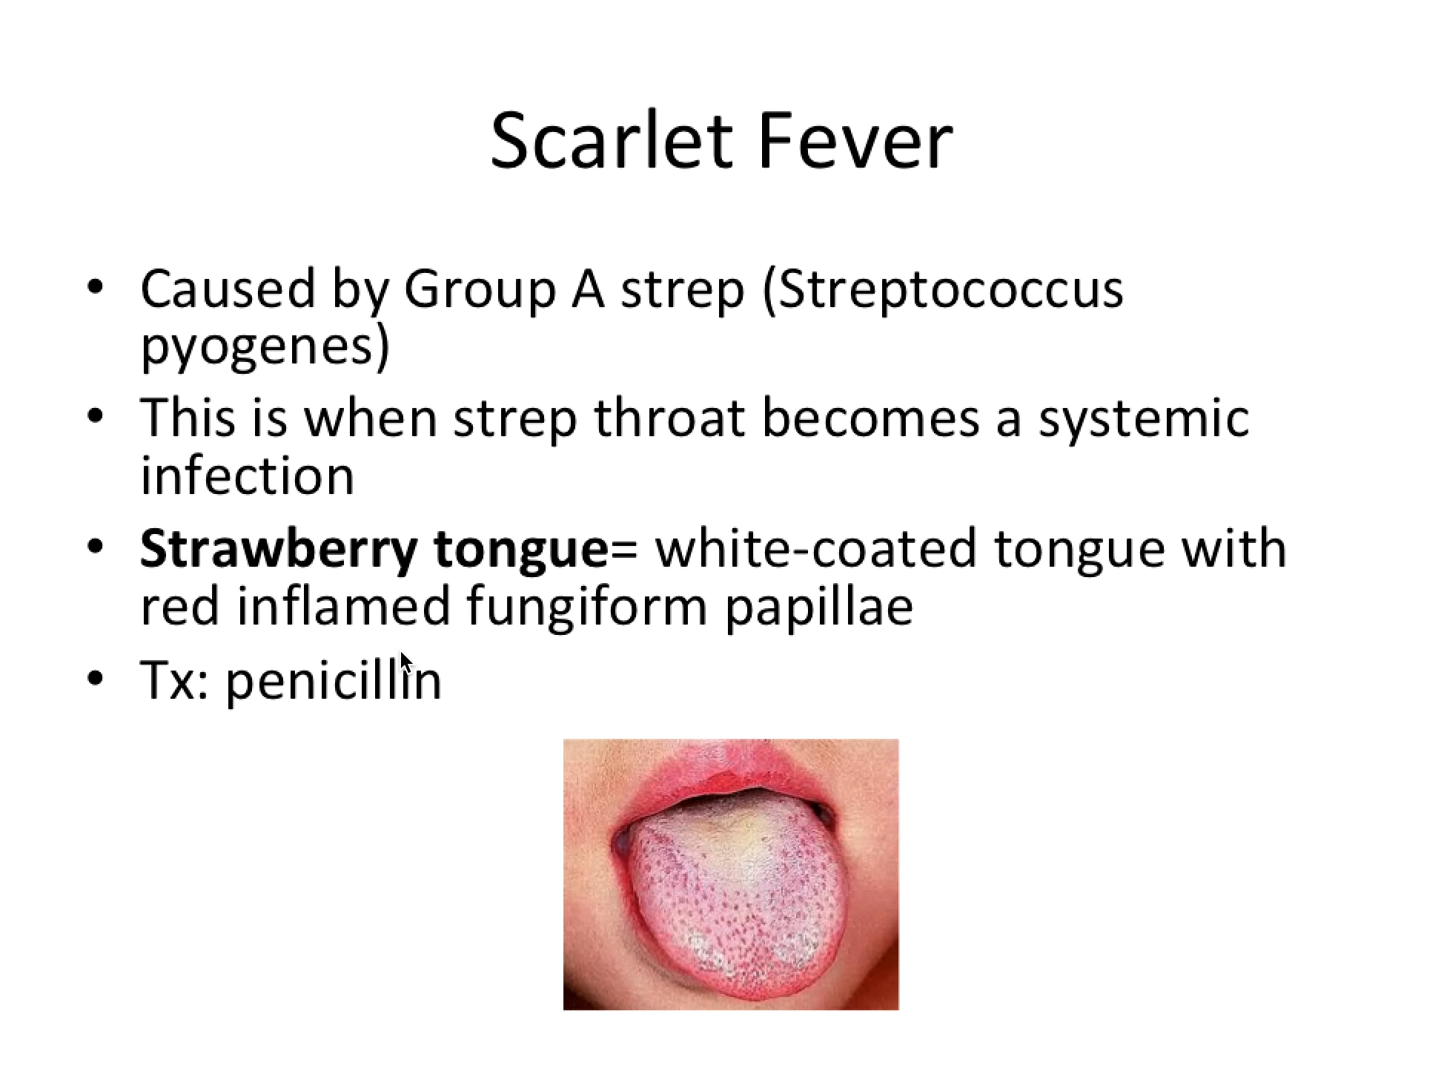 Scarlet Fever
• Caused by Group A strep (Streptococcus
pyogenes)
• This is when strep throat becomes a systemic
infection
• Strawberry tongue= white-coated tongue with
red inflamed fungiform papillae
• Tx: penicillin